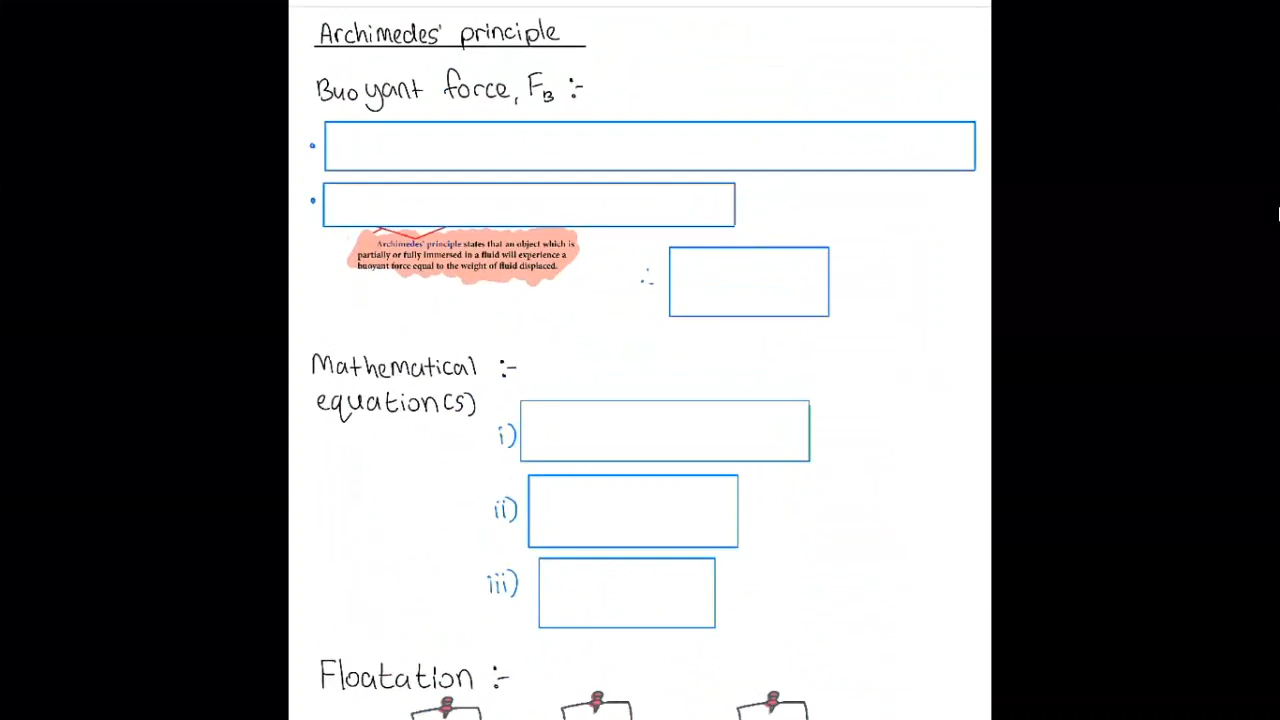 Archimedes' principle
Buoyant force, FB :-
Archimedes' principle states that an object which is
partially or fully immersed in a fluid will experience a
buoyant force equal to the weight of fluid displaced.
∴
Mathematical :-
equation(s)
i)
ii)
iii)
Floatation :-